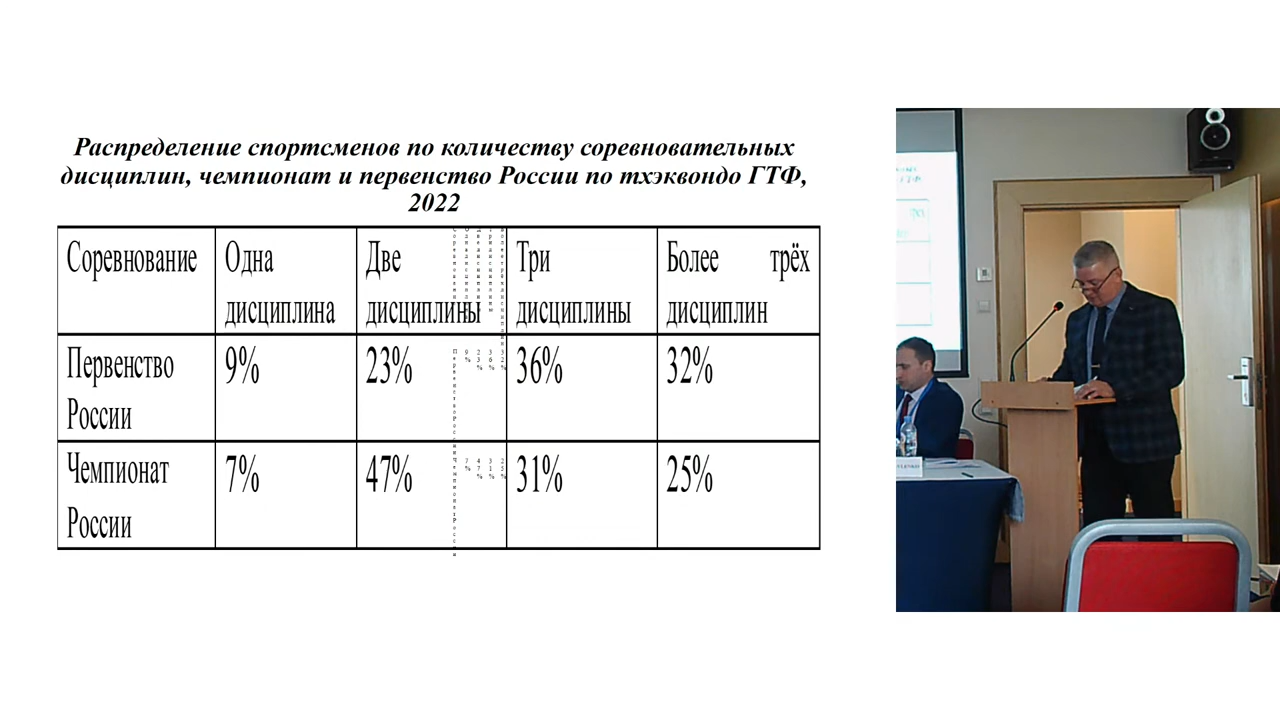 Распределение спортсменов по количеству соревновательных
дисциплин, чемпионат и первенство России по тхэквондо ГТФ,
2022
Соревнование Одна дисциплина Две дисциплины Три дисциплины Более трёх дисциплин
Первенство России 9% 23% 36% 32%
Чемпионат России 7% 47% 31% 25%